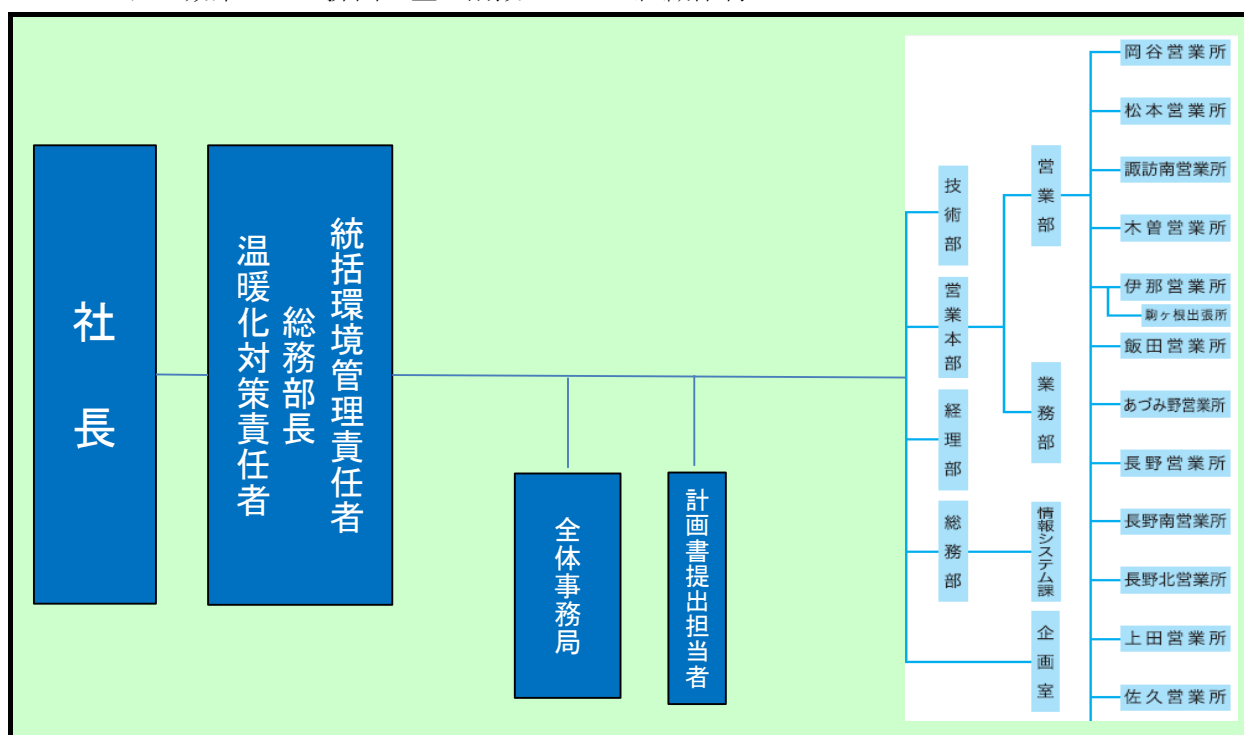 社長
統括環境管理責任者
総務部長
温暖化対策責任者
全体事務局
計画書提出担当者
技術部
営業本部
経理部
総務部
営業部
業務部
情報システム課
企画室
岡谷営業所
松本営業所
諏訪南営業所
木曽営業所
伊那営業所
駒ヶ根出張所
飯田営業所
あづみ野営業所
長野営業所
長野南営業所
長野北営業所
上田営業所
佐久営業所